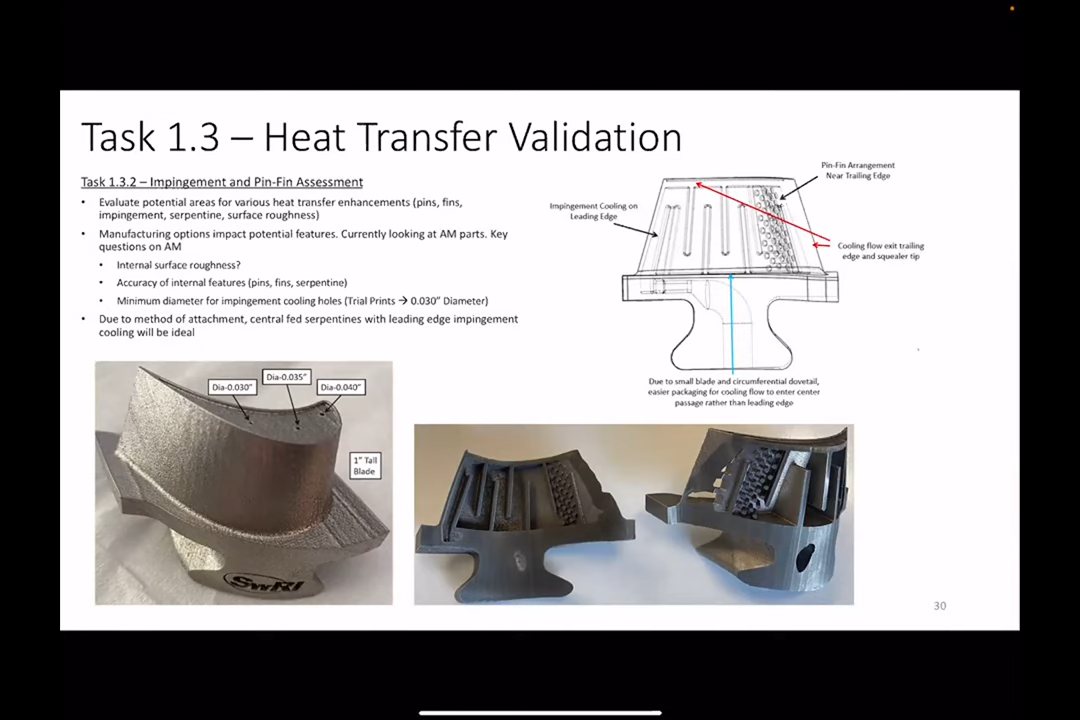 Task 1.3 – Heat Transfer Validation
Task 1.3.2 – Impingement and Pin-Fin Assessment
• Evaluate potential areas for various heat transfer enhancements (pins, fins,
impingement, serpentine, surface roughness)
• Manufacturing options impact potential features. Currently looking at AM parts. Key
questions on AM
• Internal surface roughness?
• Accuracy of internal features (pins, fins, serpentine)
• Minimum diameter for impingement cooling holes (Trial Prints → 0.030" Diameter)
• Due to method of attachment, central fed serpentines with leading edge impingement
cooling will be ideal
Pin-Fin Arrangement
Near Trailing Edge
Impingement Cooling on
Leading Edge
Cooling flow exit trailing
edge and squealer tip
Due to small blade and circumferential dovetail,
easier packaging for cooling flow to enter center
passage rather than leading edge
Dia-0.030"
Dia-0.035"
Dia-0.040"
1" Tall
Blade
SwRI
30